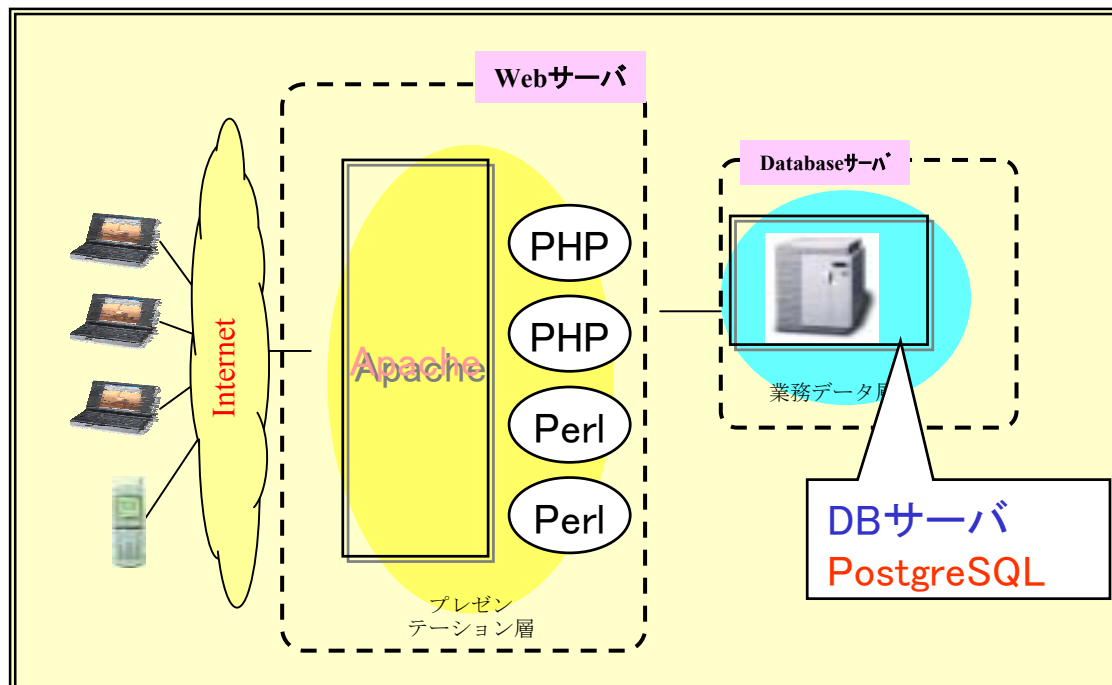 Webサーバ
Databaseサーバ
Internet
Apache
PHP
PHP
Perl
Perl
プレゼン
テーション層
業務データ層
DBサーバ
PostgreSQL